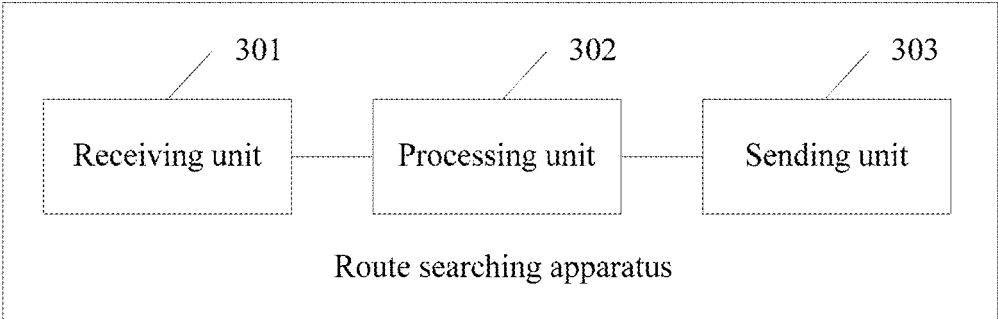 301 302 303
Receiving unit Processing unit Sending unit
Route searching apparatus